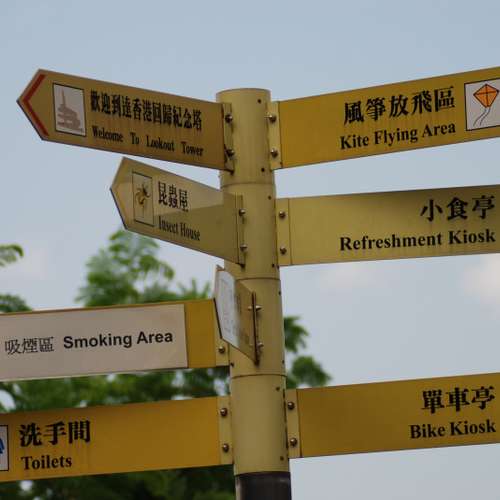 歡迎到達香港回歸紀念塔
Welcome To Lookout Tower
風箏放飛區
Kite Flying Area
昆蟲屋
Insect House
小食亭
Refreshment Kiosk
吸煙區 Smoking Area
洗手間
Toilets
單車亭
Bike Kiosk